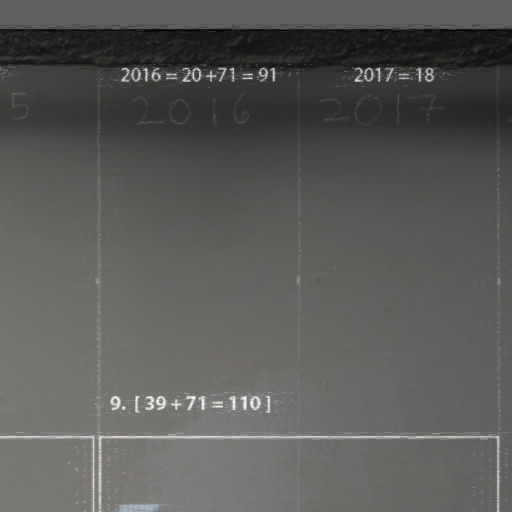 2016 = 20 +71 = 91
2017 = 18
5
2016
2017
9. [ 39 + 71 = 110 ]